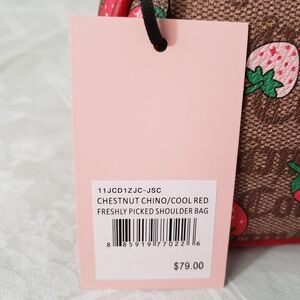 11JCD1ZJC-JSC
CHESTNUT CHINO/COOL RED
FRESHLY PICKED SHOULDER BAG
8 85919 77022 6
$79.00